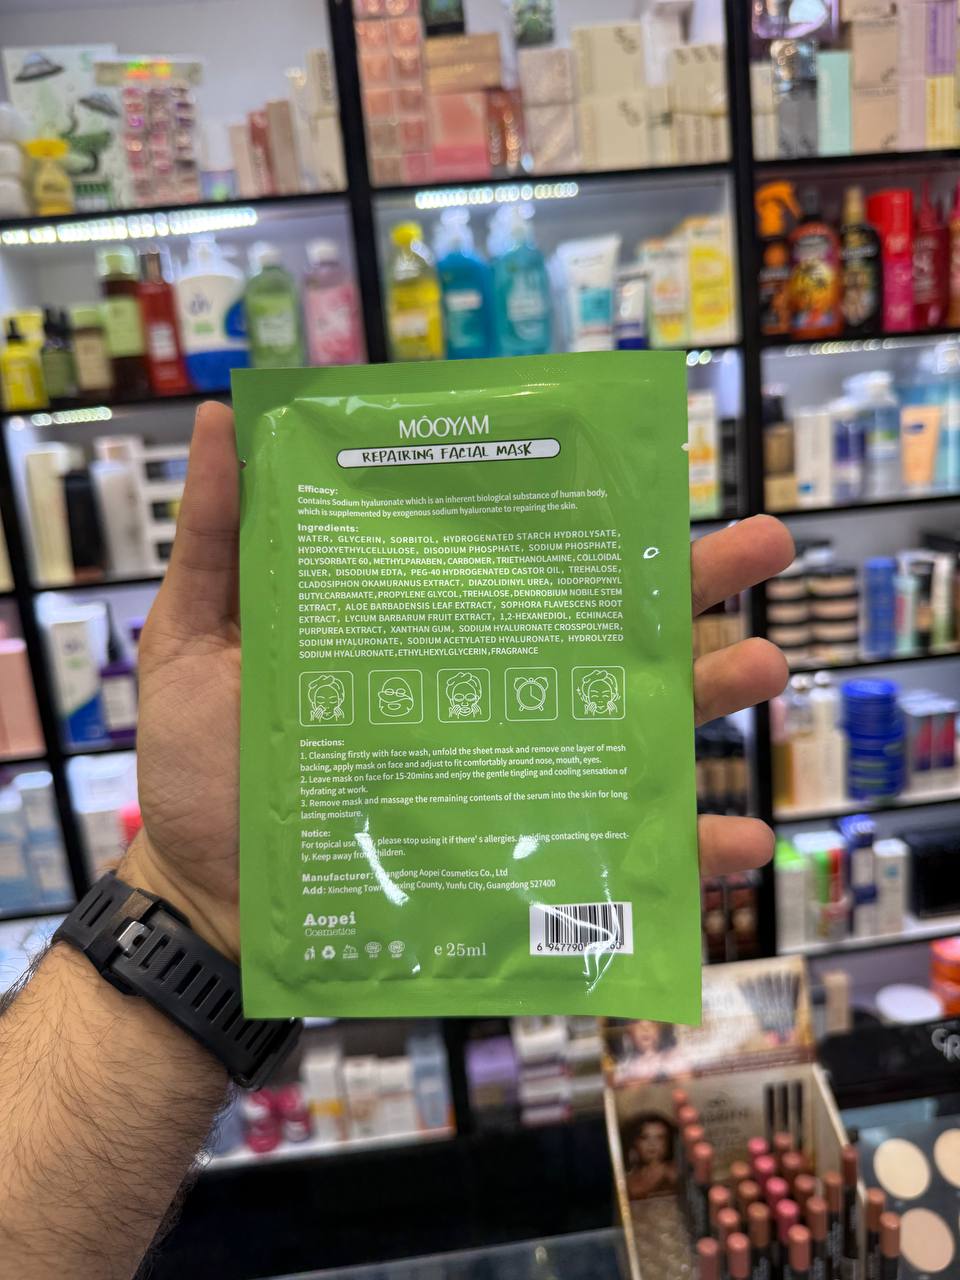 MÔOYAM
REPAIRING FACIAL MASK
Efficacy:
Contains Sodium hyaluronate which is an inherent biological substance of human body,
which is supplemented by exogenous sodium hyaluronate to repairing the skin.
Ingredients:
WATER, GLYCERIN, SORBITOL, HYDROGENATED STARCH HYDROLYSATE,
HYDROXYETHYLCELLULOSE, DISODIUM PHOSPHATE, SODIUM PHOSPHATE,
POLYSORBATE 60, METHYLPARABEN, CARBOMER, TRIETHANOLAMINE, COLLOIDAL
SILVER, DISODIUM EDTA, PEG-40 HYDROGENATED CASTOR OIL, TREHALOSE,
CLADOSIPHON OKAMURANUS EXTRACT, DIAZOLIDINYL UREA, IODOPROPYNYL
BUTYLCARBAMATE, PROPYLENE GLYCOL, TREHALOSE, DENDROBIUM NOBILE STEM
EXTRACT, ALOE BARBADENSIS LEAF EXTRACT, SOPHORA FLAVESCENS ROOT
EXTRACT, LYCIUM BARBARUM FRUIT EXTRACT, 1,2-HEXANEDIOL, ECHINACEA
PURPUREA EXTRACT, XANTHAN GUM, SODIUM HYALURONATE CROSSPOLYMER,
SODIUM HYALURONATE, SODIUM ACETYLATED HYALURONATE, HYDROLYZED
SODIUM HYALURONATE, ETHYLHEXYLGLYCERIN, FRAGRANCE
Directions:
1. Cleansing firstly with face wash, unfold the sheet mask and remove one layer of mesh
backing, apply mask on face and adjust to fit comfortably around nose, mouth, eyes.
2. Leave mask on face for 15-20mins and enjoy the gentle tingling and cooling sensation of
hydrating at work.
3. Remove mask and massage the remaining contents of the serum into the skin for long
lasting moisture.
Notice:
For topical use please stop using it if there's allergies. Avoiding contacting eye direct-
ly. Keep away from children.
Manufacturer: Guangdong Aopei Cosmetics Co., Ltd
Add: Xincheng Town, County, Yunfu City, Guangdong 527400
Aopei
Cosmetics
e 25ml
6 947790